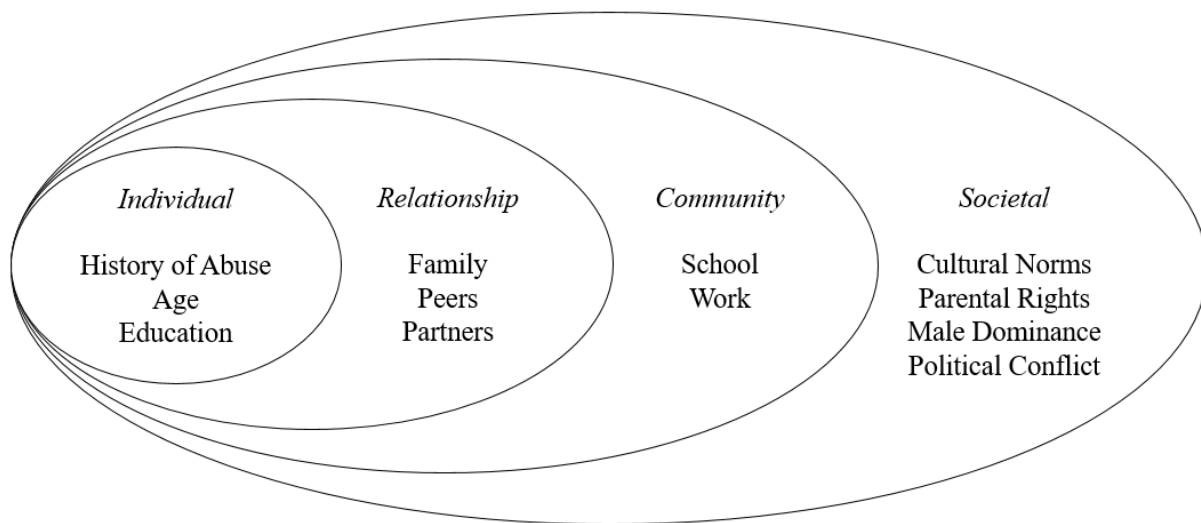 Individual
History of Abuse
Age
Education
Relationship
Family
Peers
Partners
Community
School
Work
Societal
Cultural Norms
Parental Rights
Male Dominance
Political Conflict